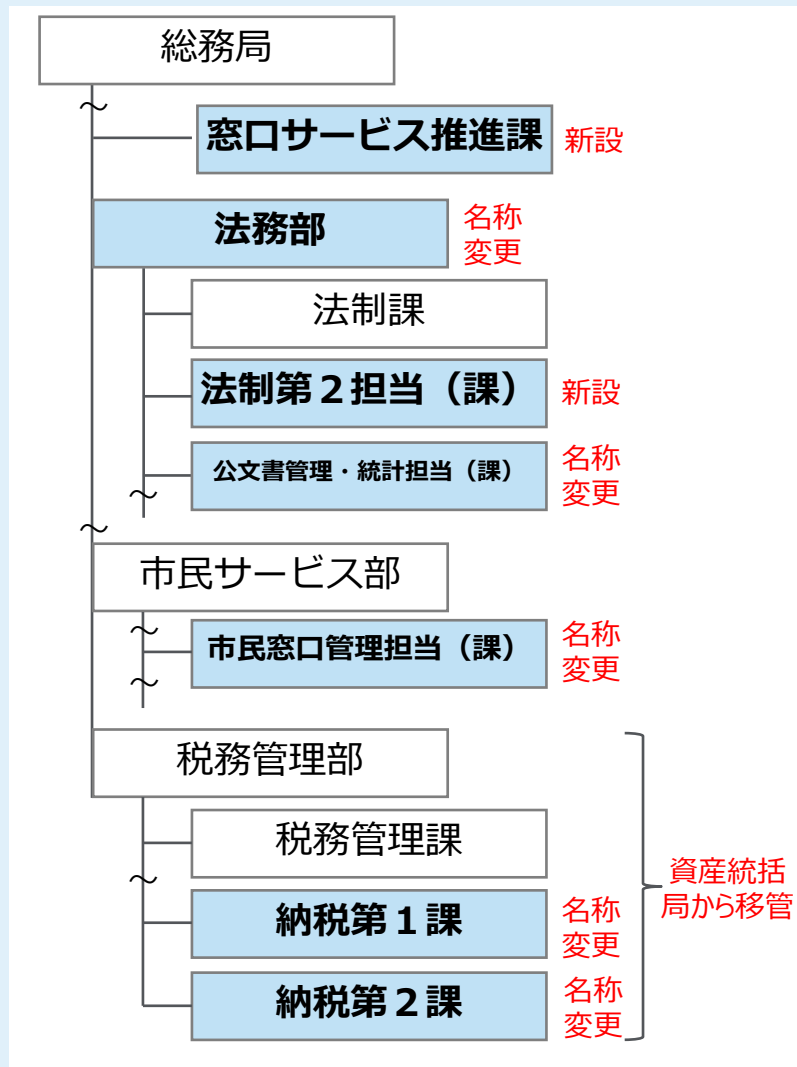 総務局
窓口サービス推進課
新設
法務部
名称
変更
法制課
法制第２担当（課）
新設
公文書管理・統計担当（課）
名称
変更
市民サービス部
市民窓口管理担当（課）
名称
変更
税務管理部
税務管理課
納税第１課
名称
変更
納税第２課
名称
変更
資産統括
局から移管